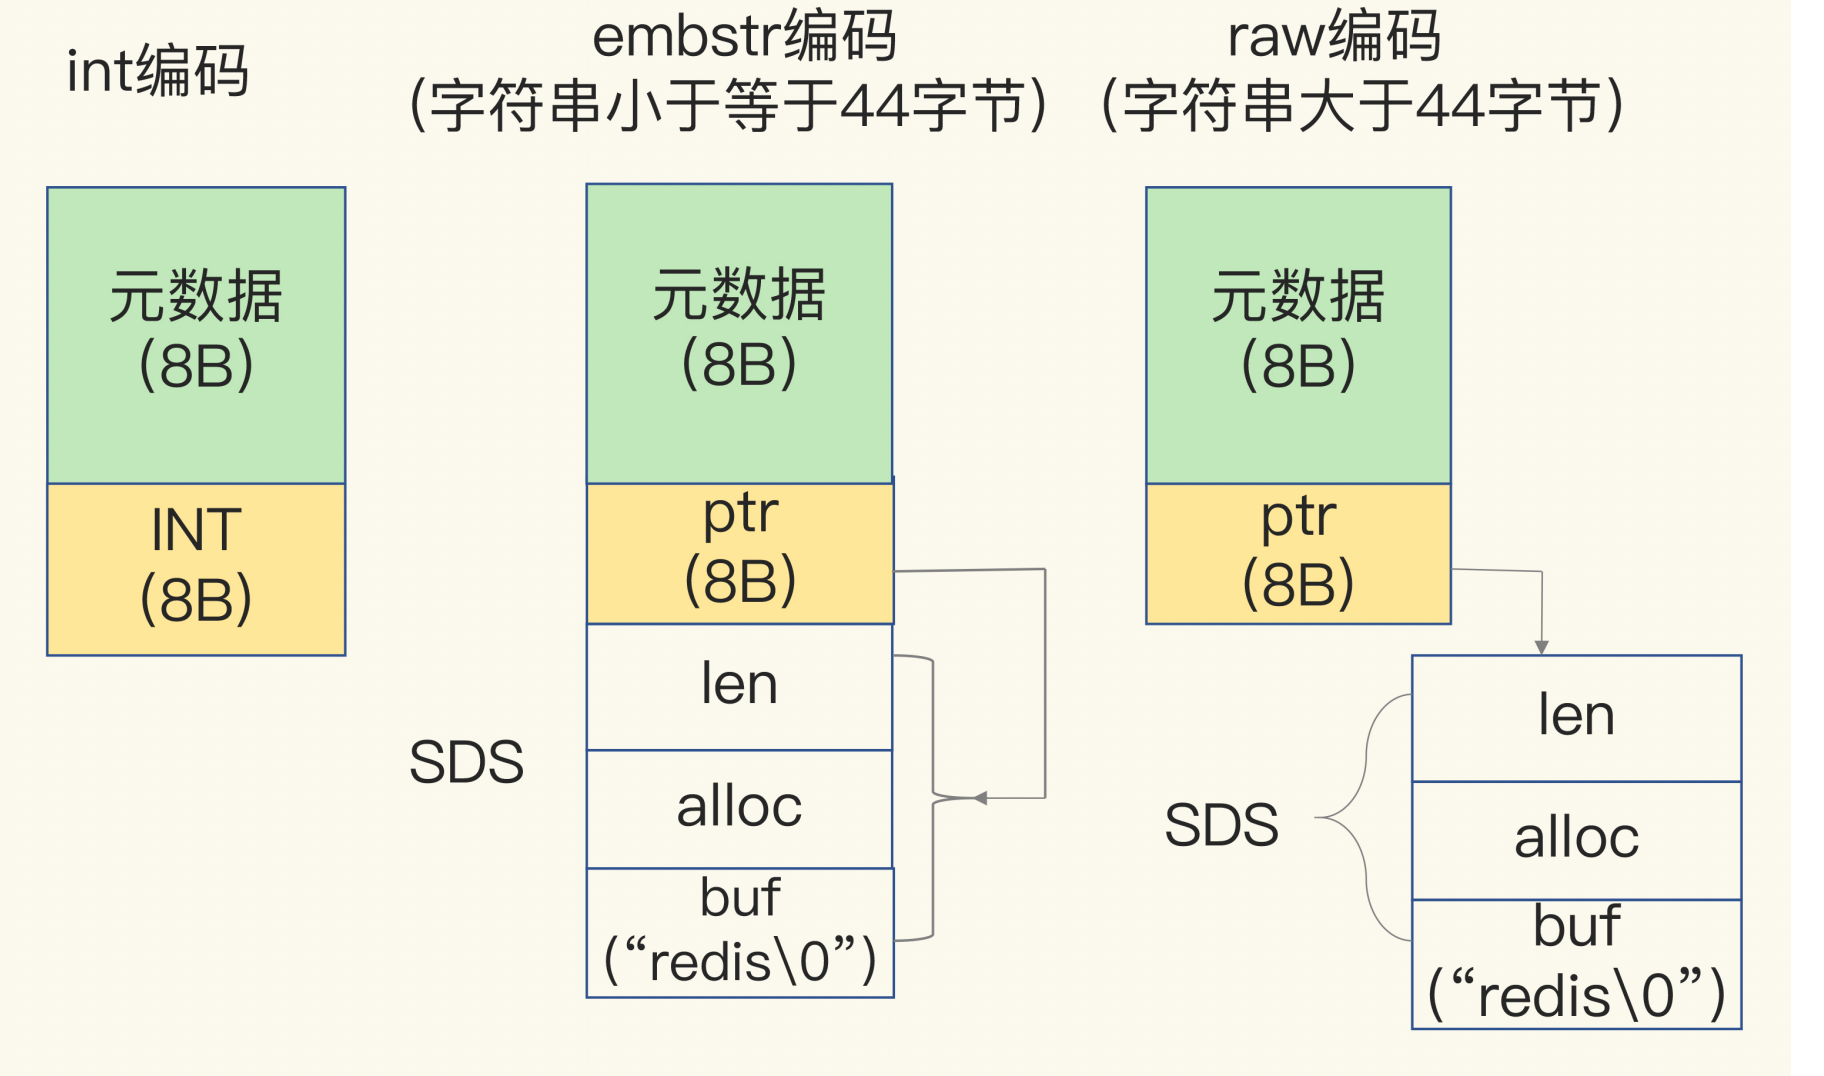 int编码
embstr编码
(字符串小于等于44字节)
raw编码
(字符串大于44字节)
元数据
(8B)
INT
(8B)
元数据
(8B)
ptr
(8B)
len
alloc
buf
(“redis\0”)
SDS
元数据
(8B)
ptr
(8B)
SDS
len
alloc
buf
(“redis\0”)